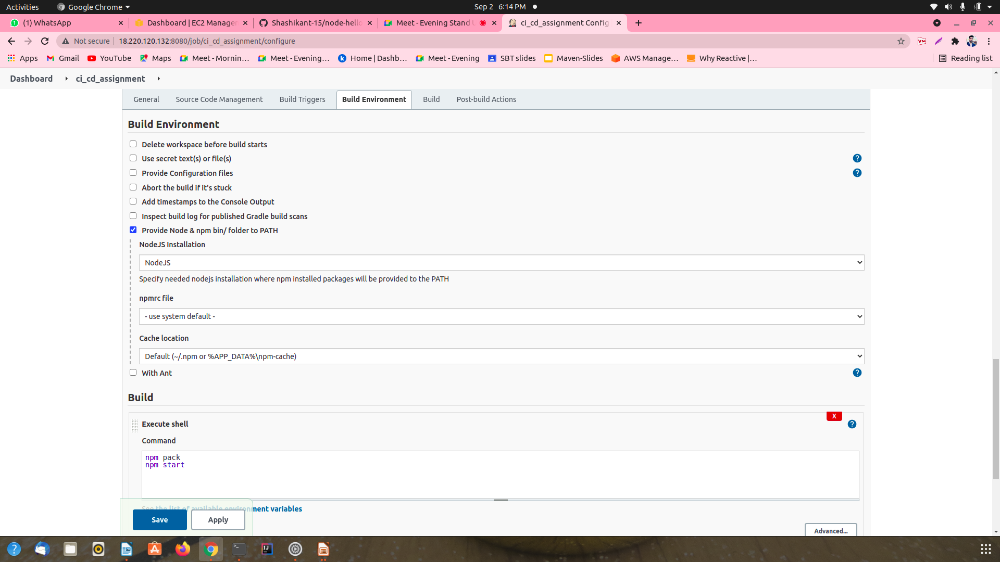 Activities
Google Chrome
Sep 2 6:14 PM
(1) WhatsApp
Dashboard | EC2 Manage
Shashikant-15/node-hello
Meet - Evening Stand
ci_cd_assignment Config
Not secure
18.220.120.132:8080/job/ci_cd_assignment/configure
Apps
Gmail
YouTube
Maps
Meet - Mornin...
Meet - Evening...
Home | Dashb...
Meet - Evening
SBT slides
Maven-Slides
AWS Manage...
Why Reactive |...
Reading list
Dashboard
ci_cd_assignment
General
Source Code Management
Build Triggers
Build Environment
Build
Post-build Actions
Build Environment
Delete workspace before build starts
Use secret text(s) or file(s)
?
Provide Configuration files
?
Abort the build if it's stuck
Add timestamps to the Console Output
Inspect build log for published Gradle build scans
Provide Node & npm bin/ folder to PATH
NodeJS Installation
NodeJS
Specify needed nodejs installation where npm installed packages will be provided to the PATH
npmrc file
- use system default -
Cache location
Default (~/.npm or %APP_DATA%\npm-cache)
With Ant
?
Build
X
Execute shell
?
Command
npm pack
npm start
See the list of available environment variables
Save
Apply
Advanced...